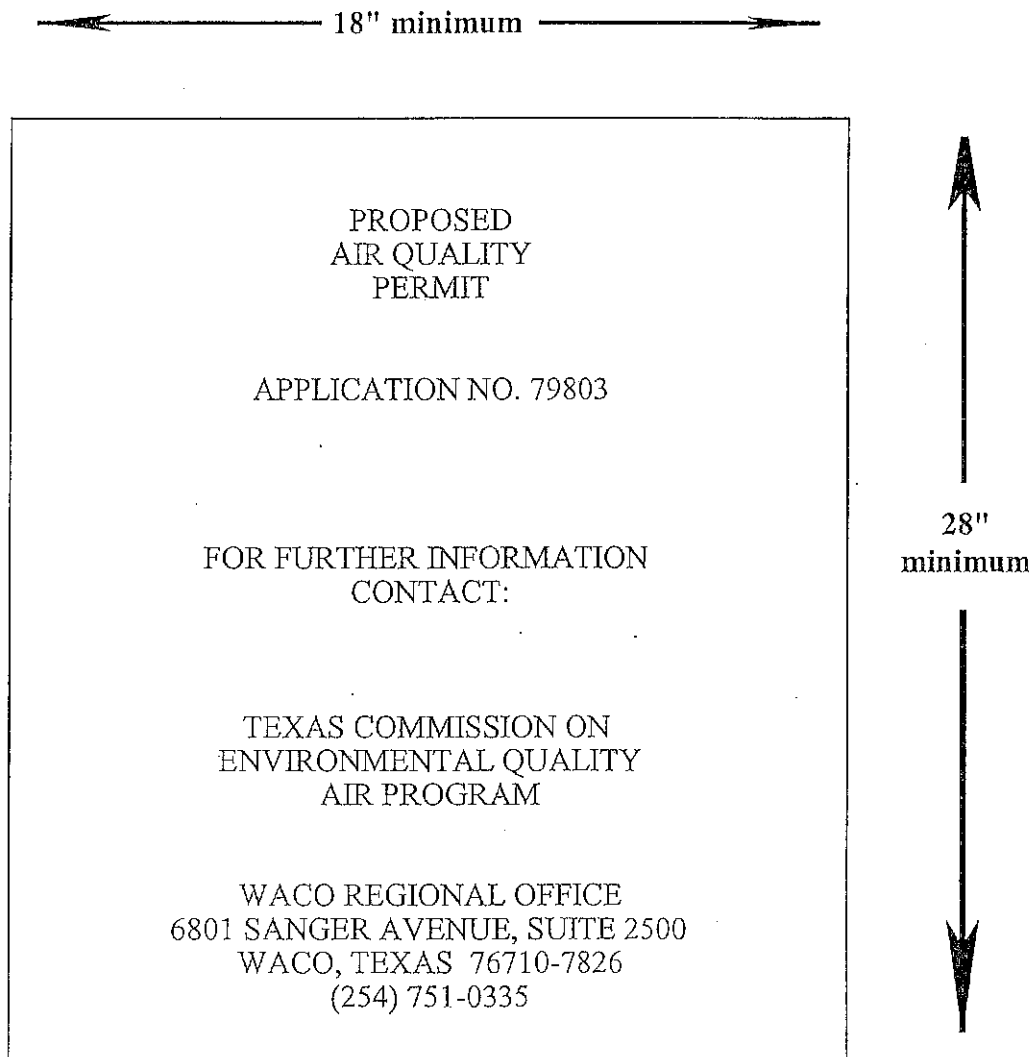 18" minimum
PROPOSED
AIR QUALITY
PERMIT
APPLICATION NO. 79803
FOR FURTHER INFORMATION
CONTACT:
28"
minimum
TEXAS COMMISSION ON
ENVIRONMENTAL QUALITY
AIR PROGRAM
WACO REGIONAL OFFICE
6801 SANGER AVENUE, SUITE 2500
WACO, TEXAS 76710-7826
(254) 751-0335